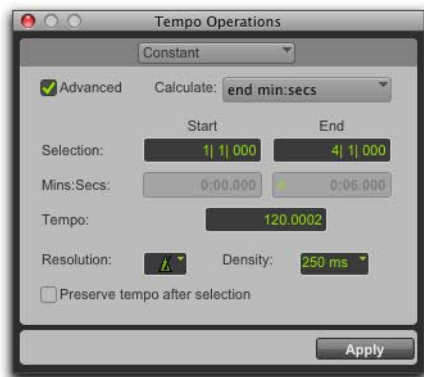 Tempo Operations
Constant
Advanced Calculate: end min:secs
Start End
Selection: 1| 1| 000 4| 1| 000
Mins:Secs: 0:00.000 0:06.000
Tempo: 120.0002
Resolution: Density: 250 ms
Preserve tempo after selection
Apply